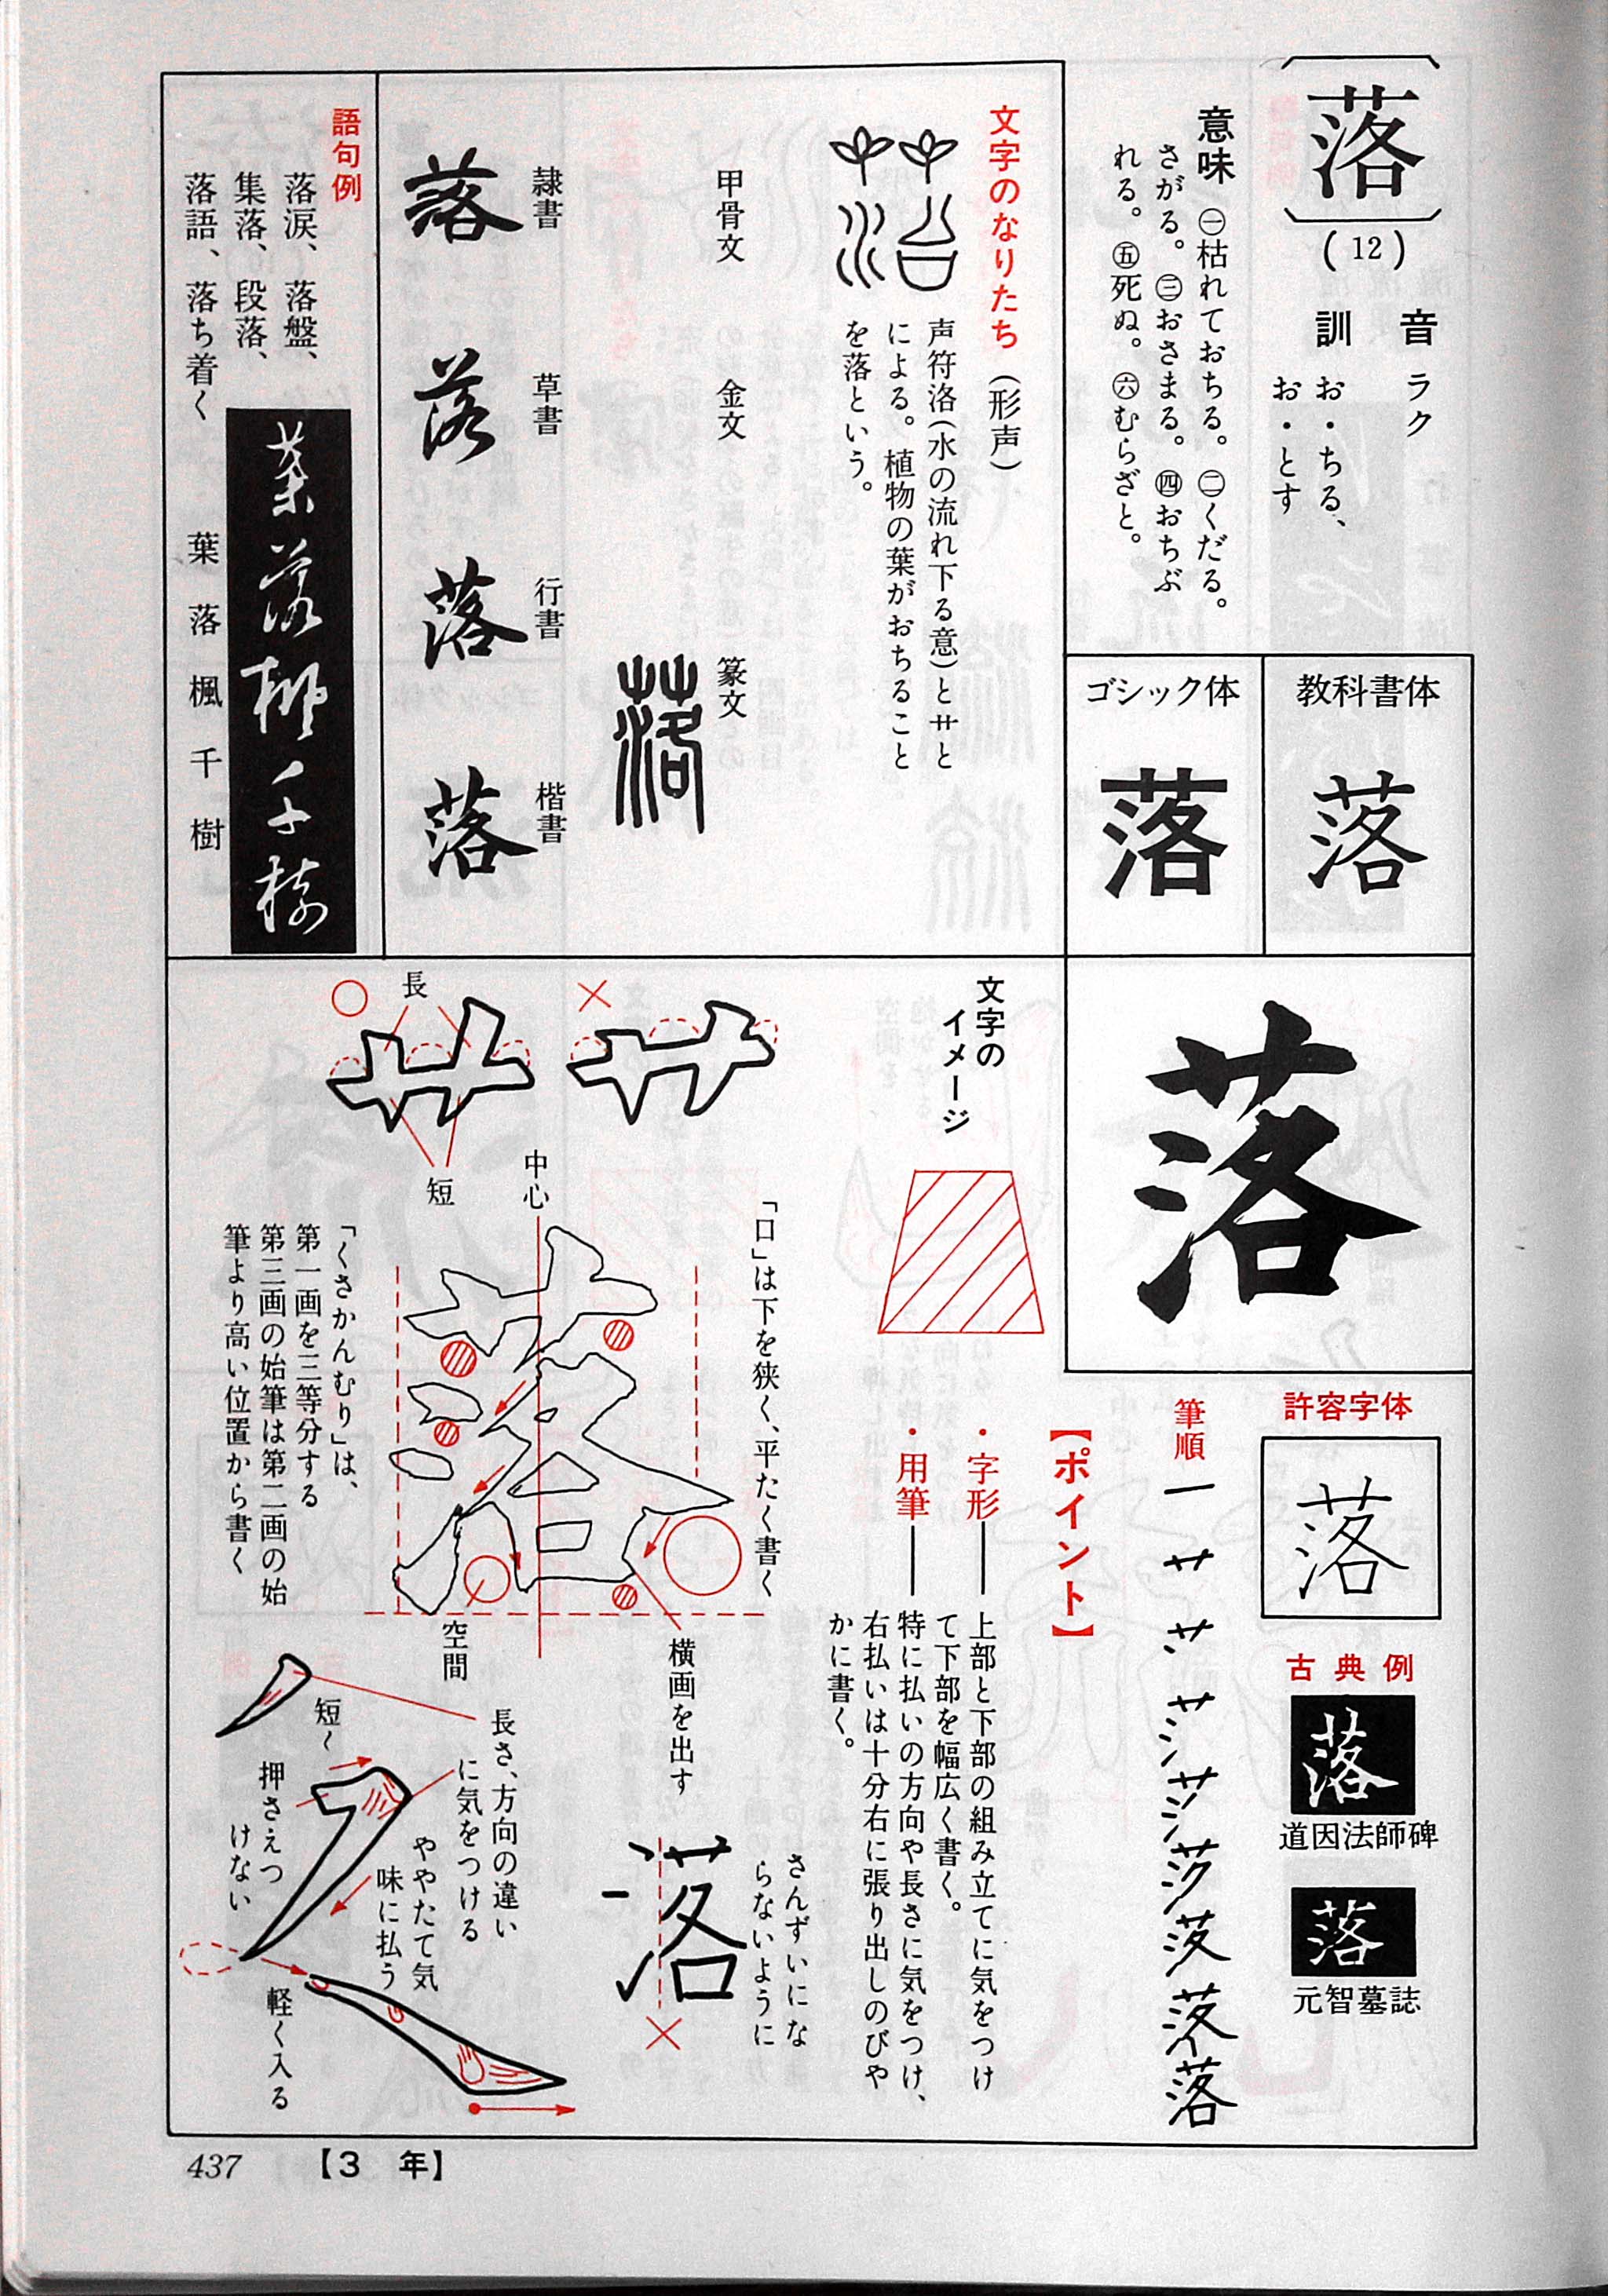 落
(12)
音 ラク
訓 お・ちる、
お・とす
意味 ㊀枯れておちる。㊁くだる。
さがる。㊂おさまる。㊃おちぶ
れる。㊄死ぬ。㊅むらざと。
教科書体
落
ゴシック体
落
文字のなりたち(形声)
声符洛(水の流れ下る意)と艹と
による。植物の葉がおちること
を落という。
甲骨文
金文
篆文
落
隷書
落
草書
落
行書
落
楷書
落
語句例
落涙、落盤、
集落、段落、
落語、落ち着く
葉落楓千樹
葉落楓千樹
落
許容字体
落
古典例
落
道因法師碑
落
元智墓誌
筆順
落
【ポイント】
・字形──上部と下部の組み立てに気をつけ
て下部を幅広く書く。
・用筆──特に払いの方向や長さに気をつけ、
右払いは十分右に張り出しのびや
かに書く。
文字の
イメージ
長
短
中心
「口」は下を狭く、平たく書く
「くさかんむり」は、
第一画を三等分する
第三画の始筆は第二画の始
筆より高い位置から書く
空間
横画を出す
さんずいにな
らないように
落
長さ、方向の違い
に気をつける
短く
ややたて気
味に払う
押さえつ
けない
軽く入る
437
【3 年】